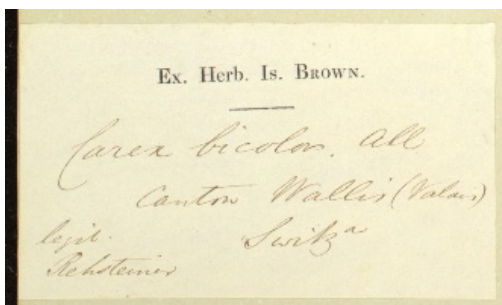 Ex. Herb. Is. Brown.
Carex bicolor. All
Canton Wallis (Valais)
legit. Switzᵃ
Rehsteiner